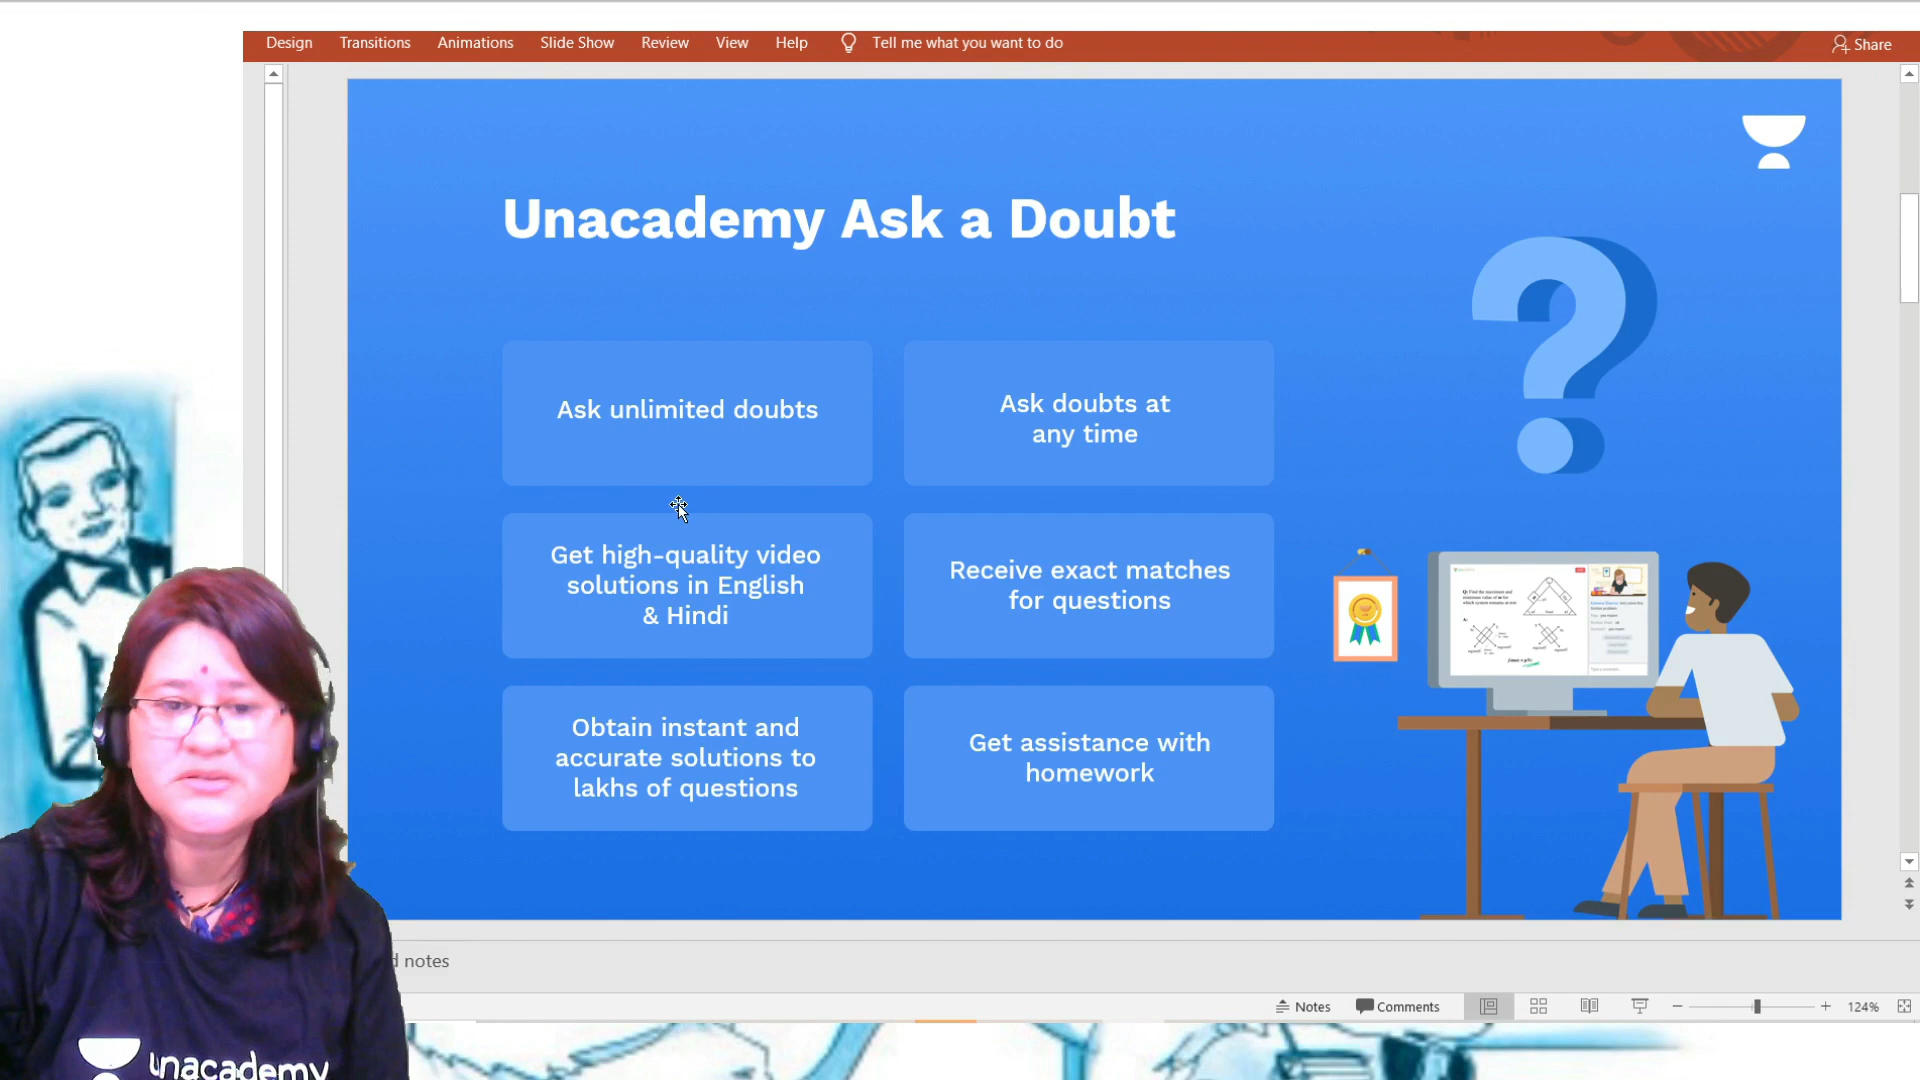 Design Transitions Animations Slide Show Review View Help Tell me what you want to do Share
Unacademy Ask a Doubt
Ask unlimited doubts
Ask doubts at
any time
Get high-quality video
solutions in English
& Hindi
Receive exact matches
for questions
Obtain instant and
accurate solutions to
lakhs of questions
Get assistance with
homework
notes
Notes Comments 124%
unacademy